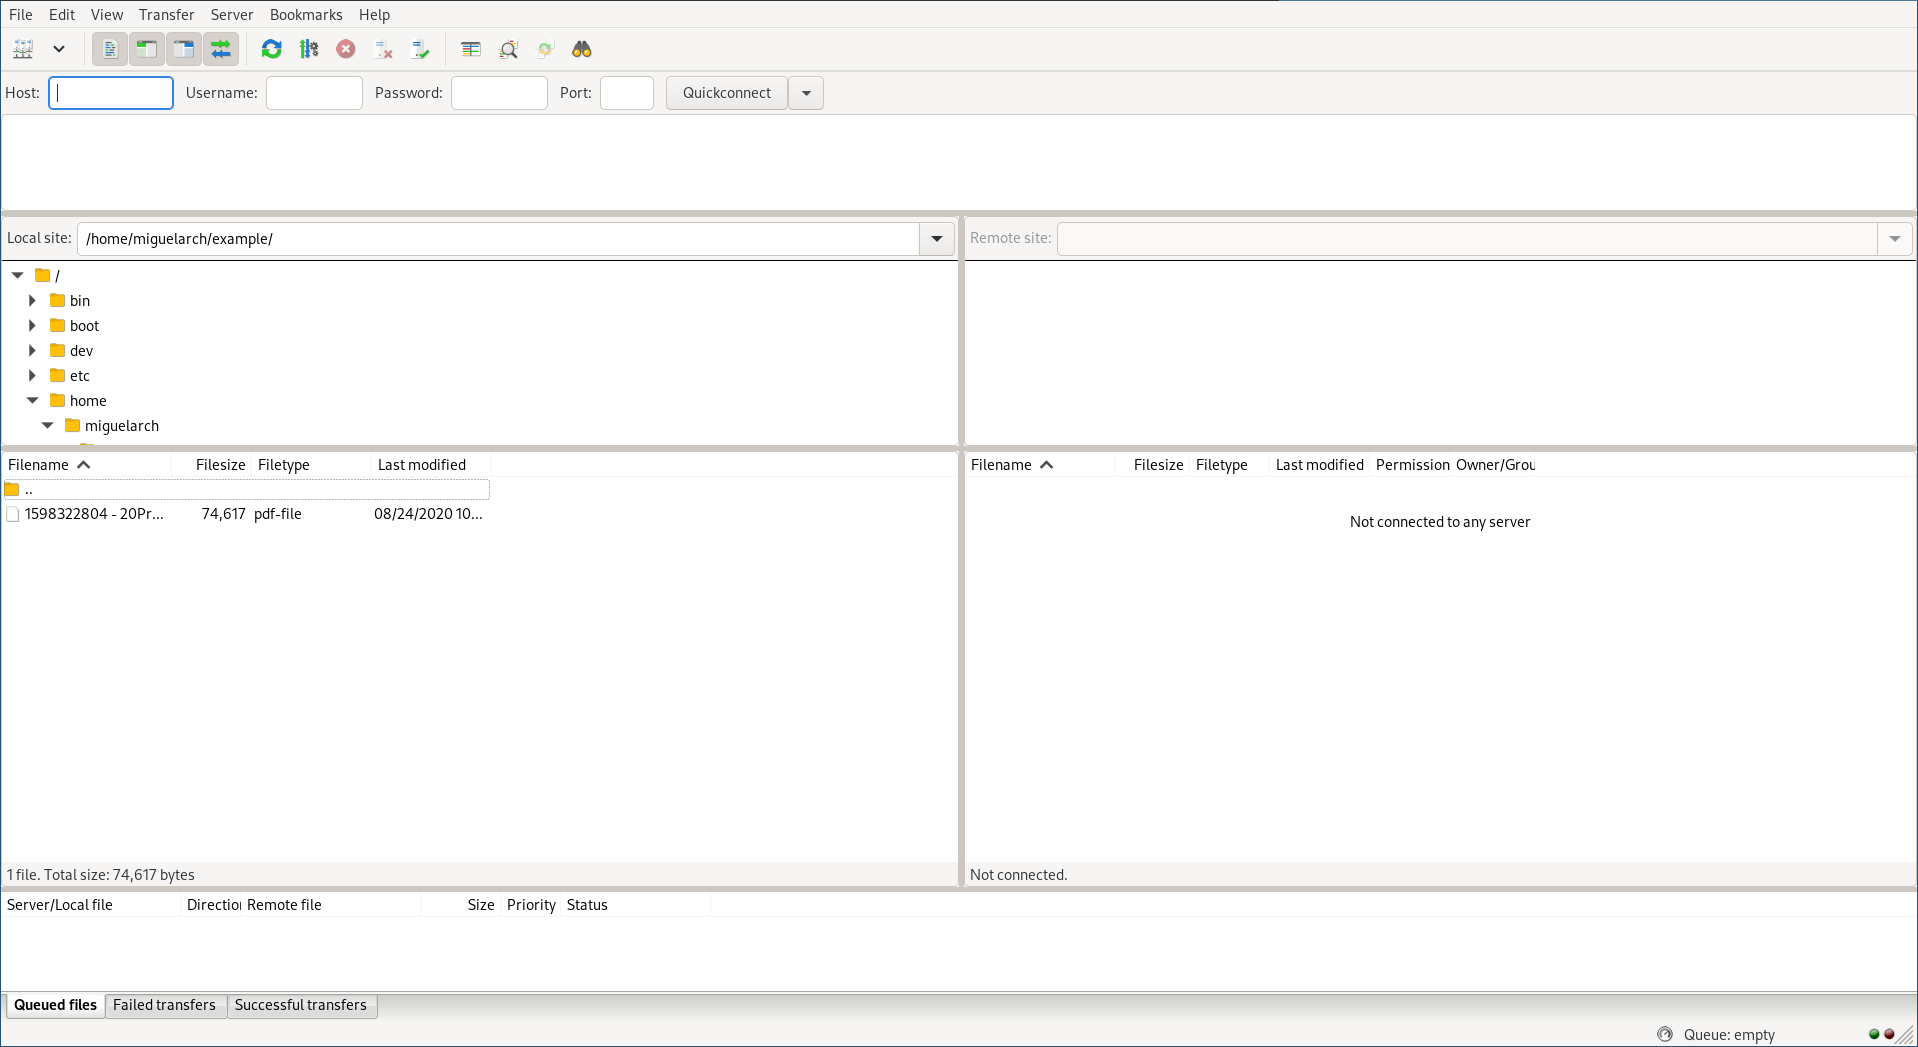 File Edit View Transfer Server Bookmarks Help
Host: Username: Password: Port: Quickconnect
Local site: /home/miguelarch/example/
Remote site:
/
bin
boot
dev
etc
home
miguelarch
Filename Filesize Filetype Last modified
..
1598322804 - 20Pr... 74,617 pdf-file 08/24/2020 10...
1 file. Total size: 74,617 bytes
Filename Filesize Filetype Last modified Permission Owner/Grou
Not connected to any server
Not connected.
Server/Local file Direction Remote file Size Priority Status
Queued files Failed transfers Successful transfers
Queue: empty